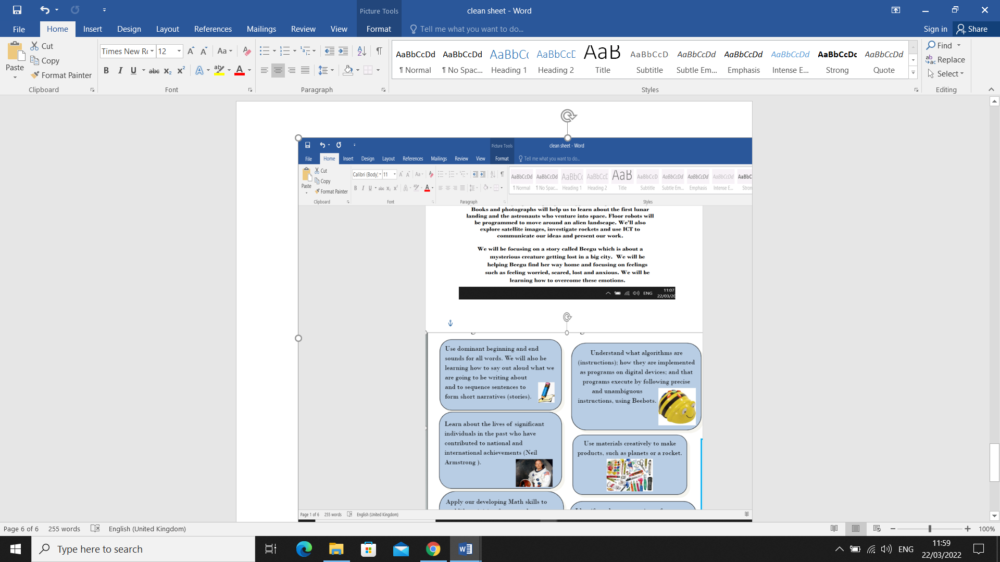 Picture Tools
clean sheet - Word
File Home Insert Design Layout References Mailings Review View Format Tell me what you want to do... Sign in Share
Paste
Cut
Copy
Format Painter
Times New Ro 12
Aa
B I U abc x₂ x² A ab A
AaBbCcDd AaBbCcDd AaBbCc AaBbCcD AaB AaBbCcD AaBbCcDd AaBbCcDd AaBbCcDd AaBbCcDc AaBbCcDd
¶ Normal ¶ No Spac... Heading 1 Heading 2 Title Subtitle Subtle Em... Emphasis Intense E... Strong Quote
Find
Replace
Select
Clipboard Font Paragraph Styles Editing
Picture Tools
clean sheet - Word
File Home Insert Design Layout References Mailings Review View Format Tell me what you want to do...
Paste
Cut
Copy
Format Painter
Calibri (Body) 11
Aa
B I U abc x₂ x² A ab A
AaBbCcDd AaBbCcDd AaBbCc AaBbCcD AaB AaBbCcD AaBbCcDd AaBbCcDd AaBbCcDd AaBbC
¶ Normal ¶ No Spac... Heading 1 Heading 2 Title Subtitle Subtle Em... Emphasis Intense E... Stron
Clipboard Font Paragraph Styles
Books and photographs will help us to learn about the first lunar
landing and the astronauts who venture into space. Floor robots will
be programmed to move around an alien landscape. We'll also
explore satellite images, investigate rockets and use ICT to
communicate our ideas and present our work.
We will be focusing on a story called Beegu which is about a
mysterious creature getting lost in a big city. We will be
helping Beegu find her way home and focusing on feelings
such as feeling worried, scared, lost and anxious. We will be
learning how to overcome these emotions.
ENG
11:07
22/03/20
Use dominant beginning and end
sounds for all words. We will also be
learning how to say out aloud what we
are going to be writing about
and to sequence sentences to
form short narratives (stories).
Understand what algorithms are
(instructions); how they are implemented
as programs on digital devices; and that
programs execute by following precise
and unambiguous
instructions, using Beebots.
Learn about the lives of significant
individuals in the past who have
contributed to national and
international achievements (Neil
Armstrong ).
Use materials creatively to make
products, such as planets or a rocket.
Apply our developing Math skills to
Page 1 of 6 255 words English (United Kingdom)
Page 6 of 6 255 words English (United Kingdom) 100%
Type here to search
ENG
11:59
22/03/2022